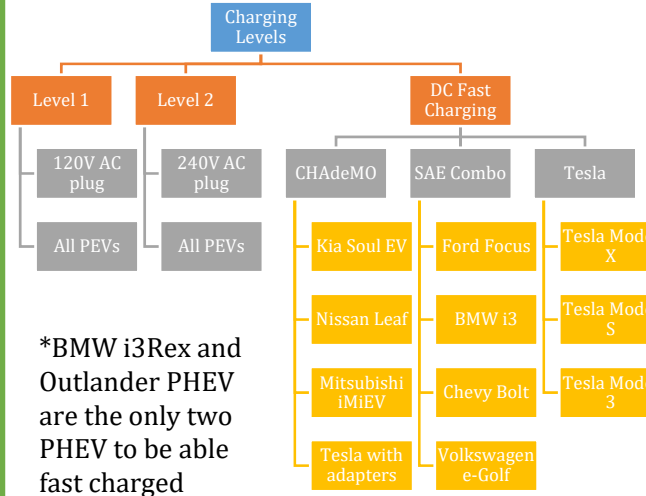 Charging
Levels
Level 1
Level 2
DC Fast
Charging
120V AC
plug
240V AC
plug
CHAdeMO
SAE Combo
Tesla
All PEVs
All PEVs
Kia Soul EV
Ford Focus
Tesla Mod
X
Nissan Leaf
BMW i3
Tesla Mod
S
Mitsubishi
iMiEV
Chevy Bolt
Tesla Mod
3
Tesla with
adapters
Volkswagen
e-Golf
*BMW i3Rex and
Outlander PHEV
are the only two
PHEV to be able
fast charged